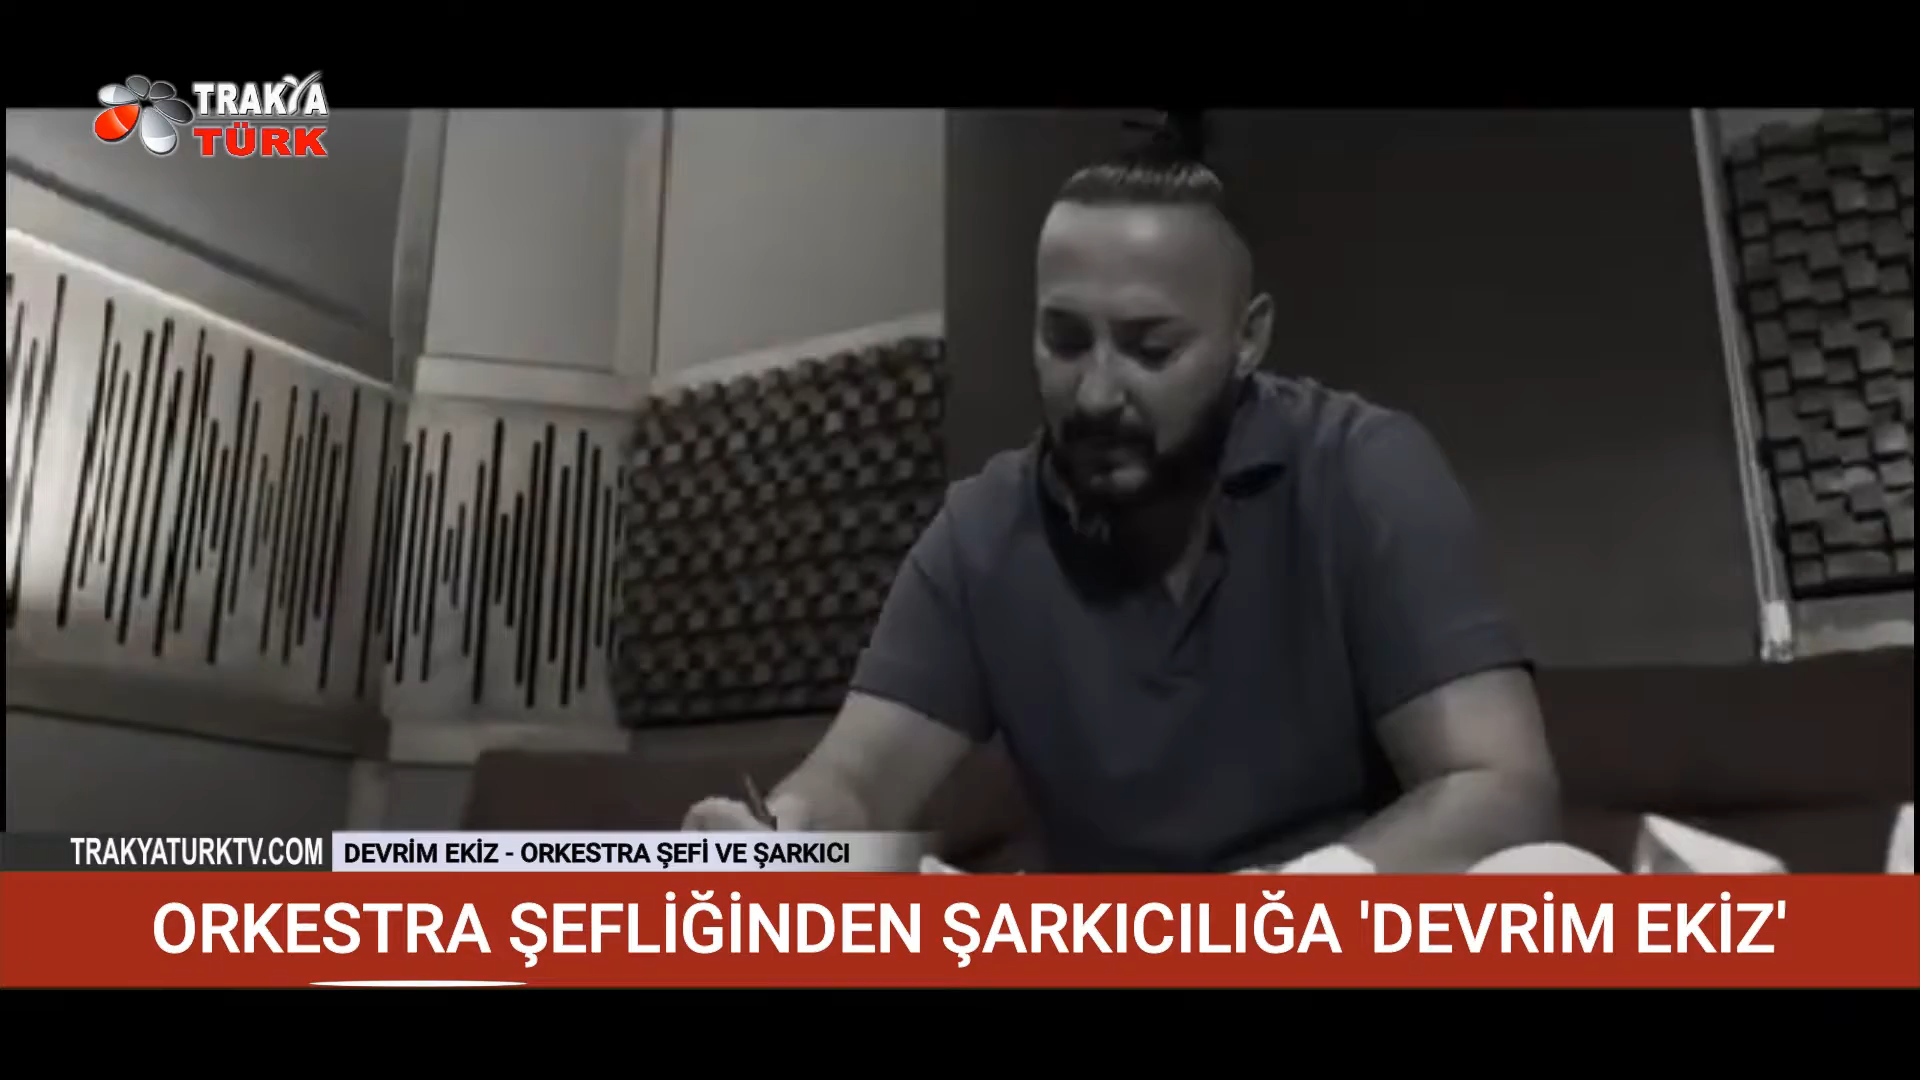 TRAKYA
TÜRK
TRAKYATURKTV.COM
DEVRİM EKİZ - ORKESTRA ŞEFİ VE ŞARKICI
ORKESTRA ŞEFLİĞİNDEN ŞARKICILIĞA 'DEVRİM EKİZ'